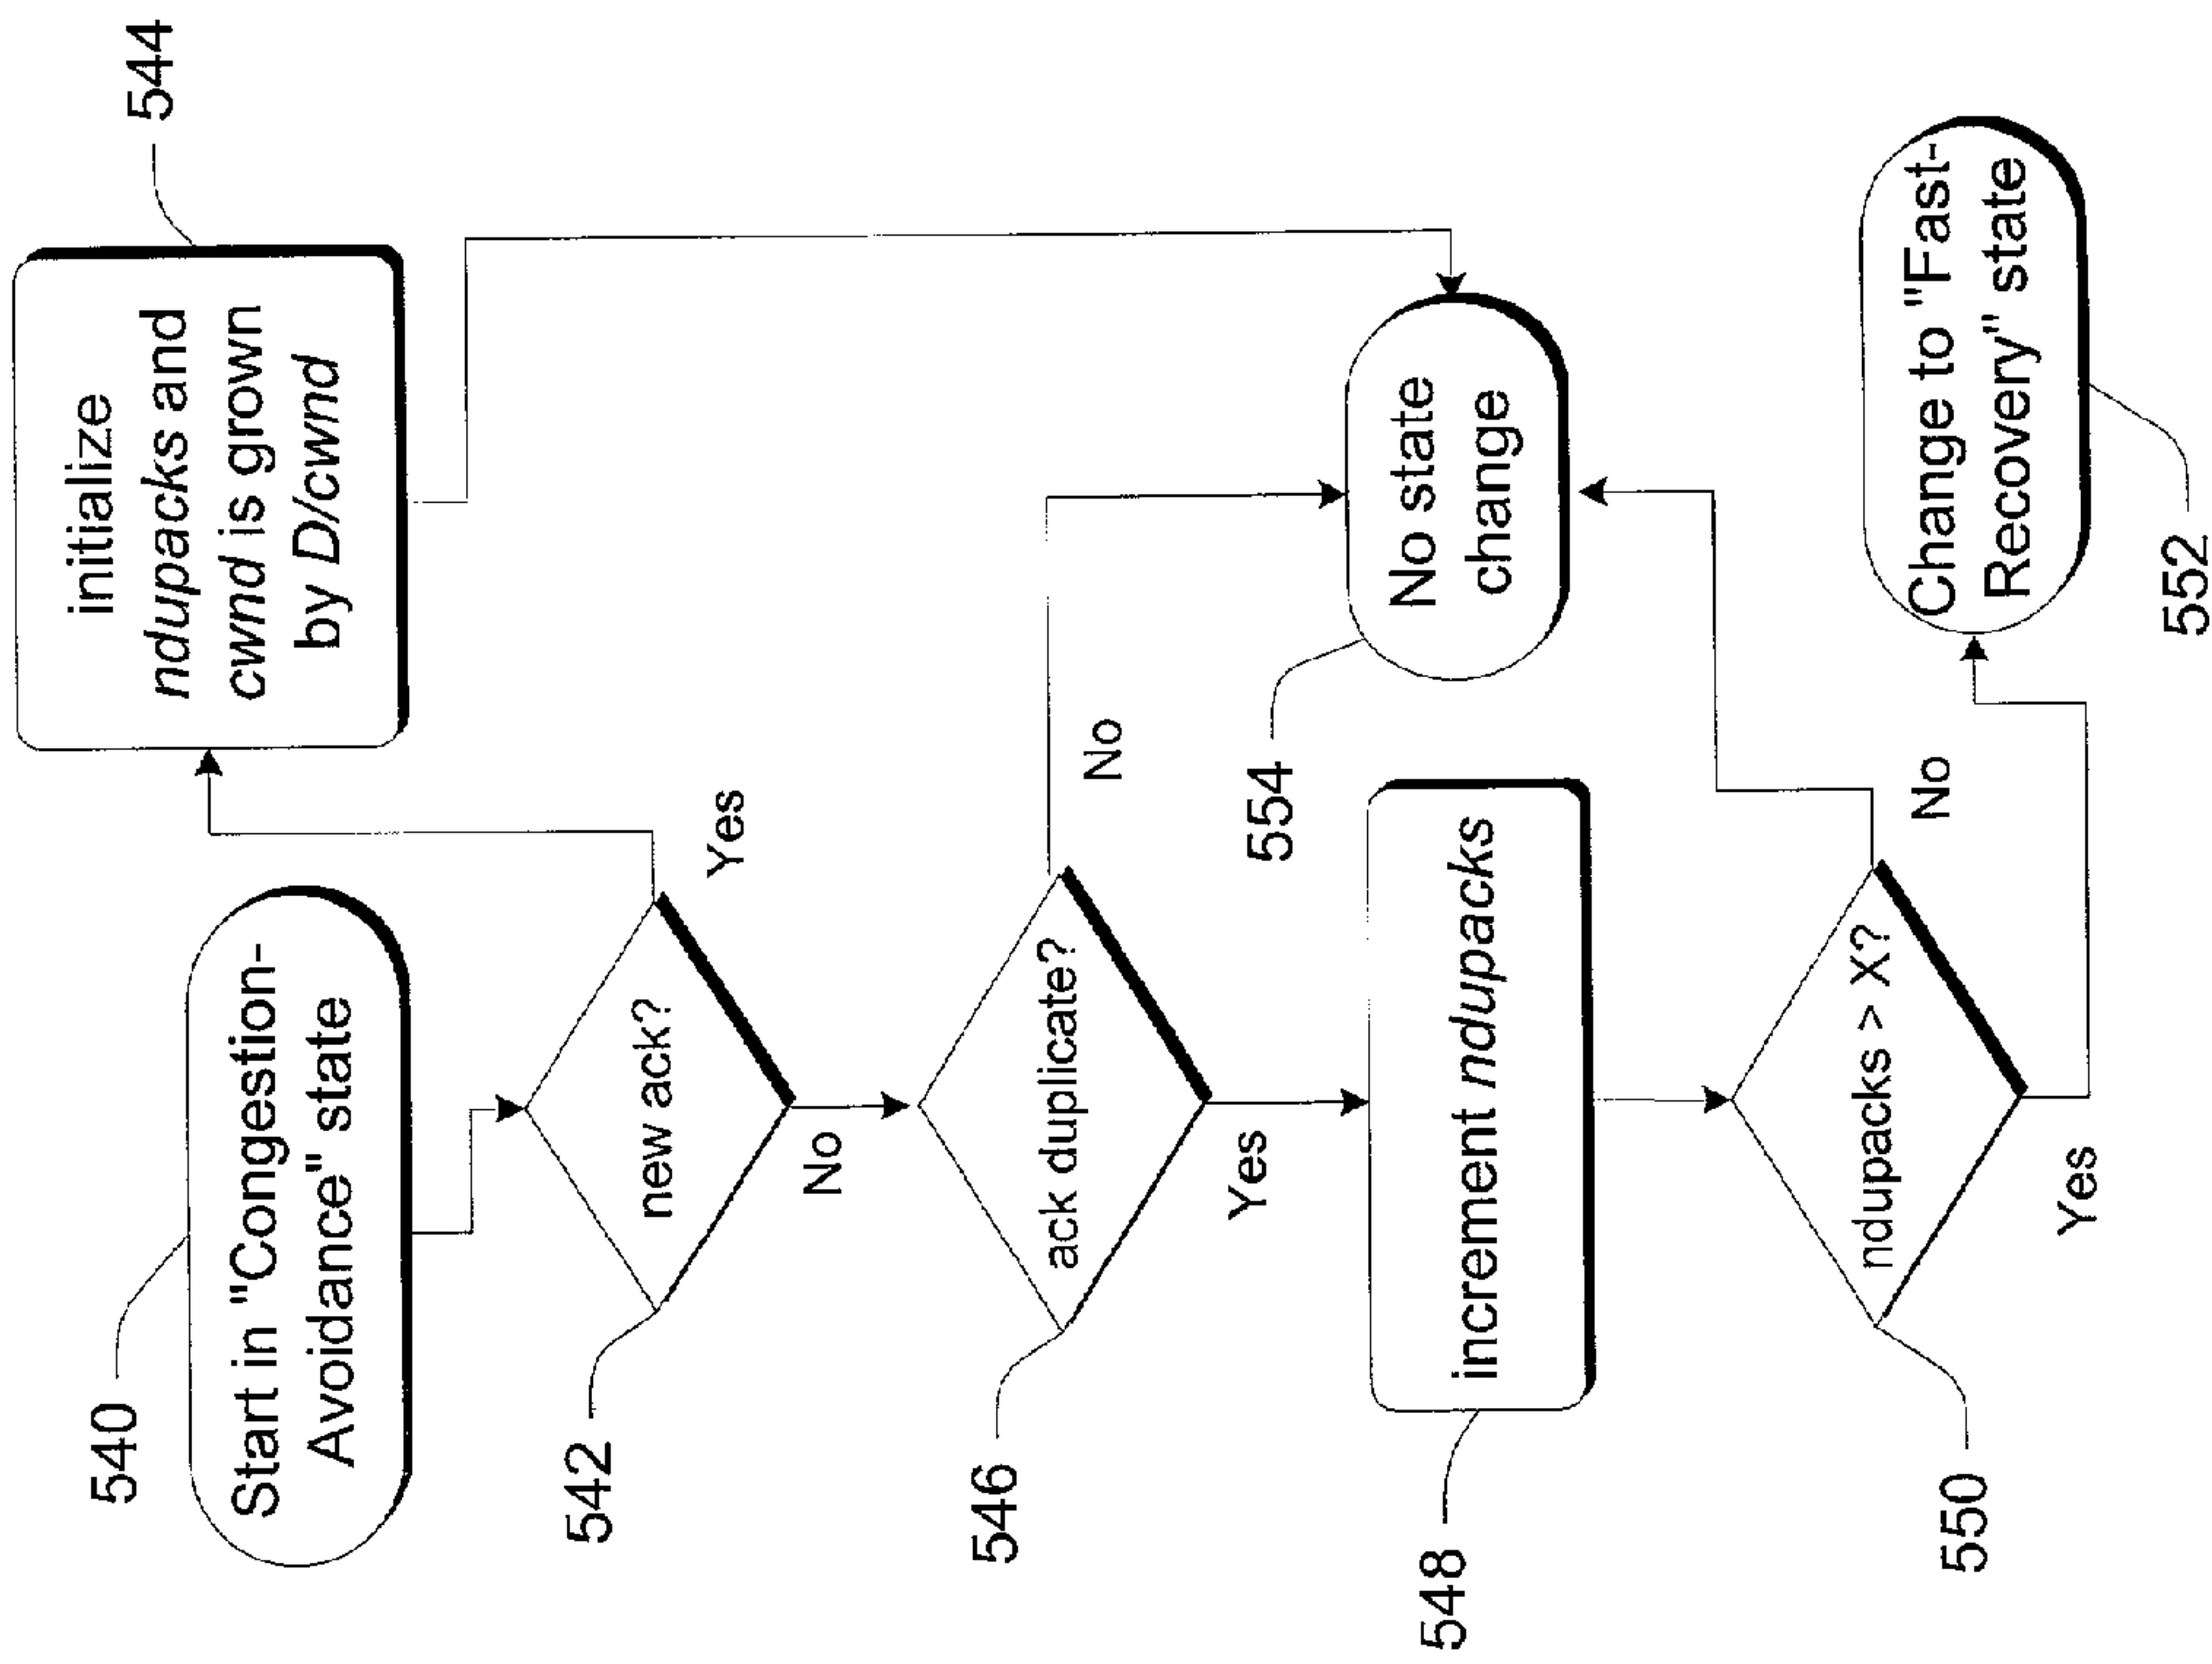 540
Start in "Congestion-
Avoidance" state
544
initialize
ndupacks and
cwnd is grown
by D/cwnd
542
new ack?
Yes
No
546
ack duplicate?
No
Yes
554
No state
change
548
increment ndupacks
550
ndupacks > X?
No
Yes
Change to "Fast-
Recovery" state
552